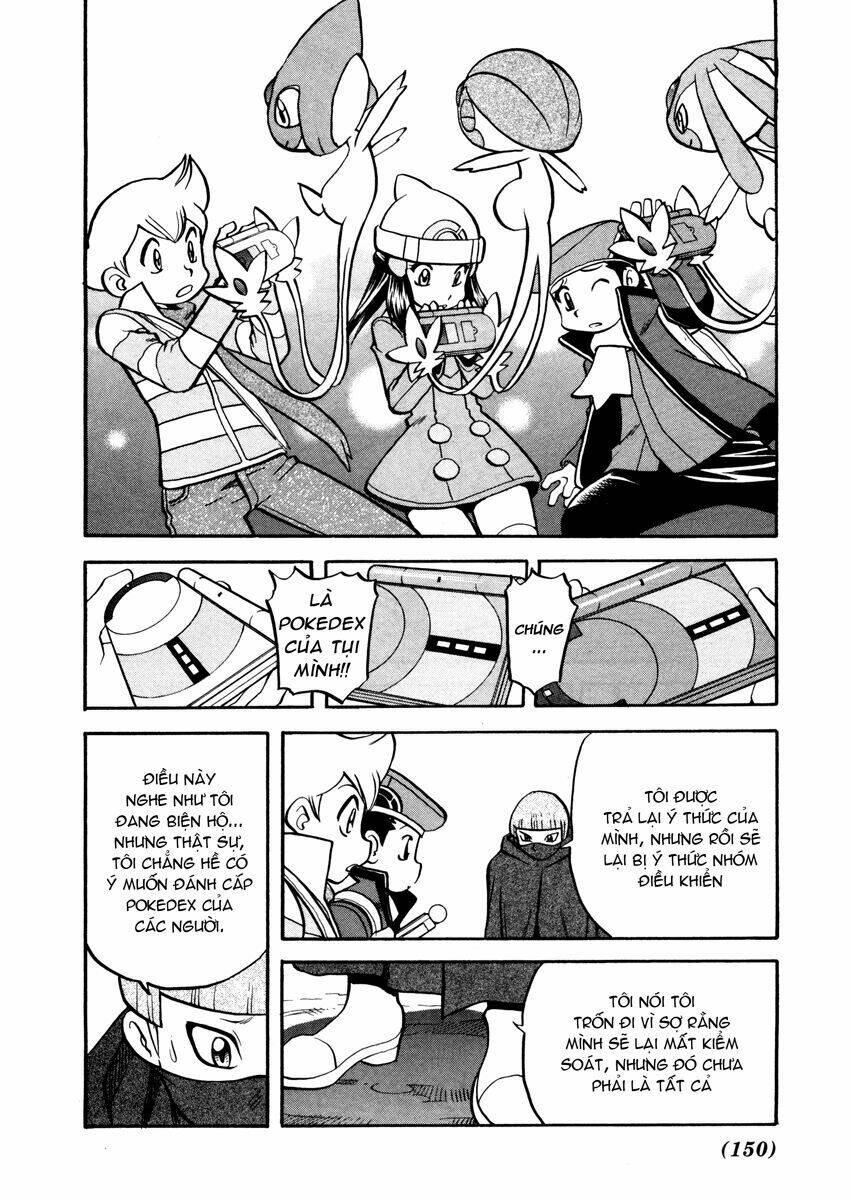 CHÚNG
...
LÀ
POKEDEX
CỦA TỤI
MÌNH!!
TÔI ĐƯỢC
TRẢ LẠI Ý THỨC CỦA
MÌNH, NHƯNG RỒI SẼ
LẠI BỊ Ý THỨC NHÓM
ĐIỀU KHIỂN
ĐIỀU NÀY
NGHE NHƯ TÔI
ĐANG BIỆN HỘ...
NHƯNG THẬT SỰ,
TÔI CHẲNG HỀ CÓ
Ý MUỐN ĐÁNH CẤP
POKEDEX CỦA
CÁC NGƯỜI.
TÔI NÓI TÔI
TRỐN ĐI VÌ SỢ RẰNG
MÌNH SẼ LẠI MẤT KIỂM
SOÁT, NHƯNG ĐÓ CHƯA
PHẢI LÀ TẤT CẢ
(150)